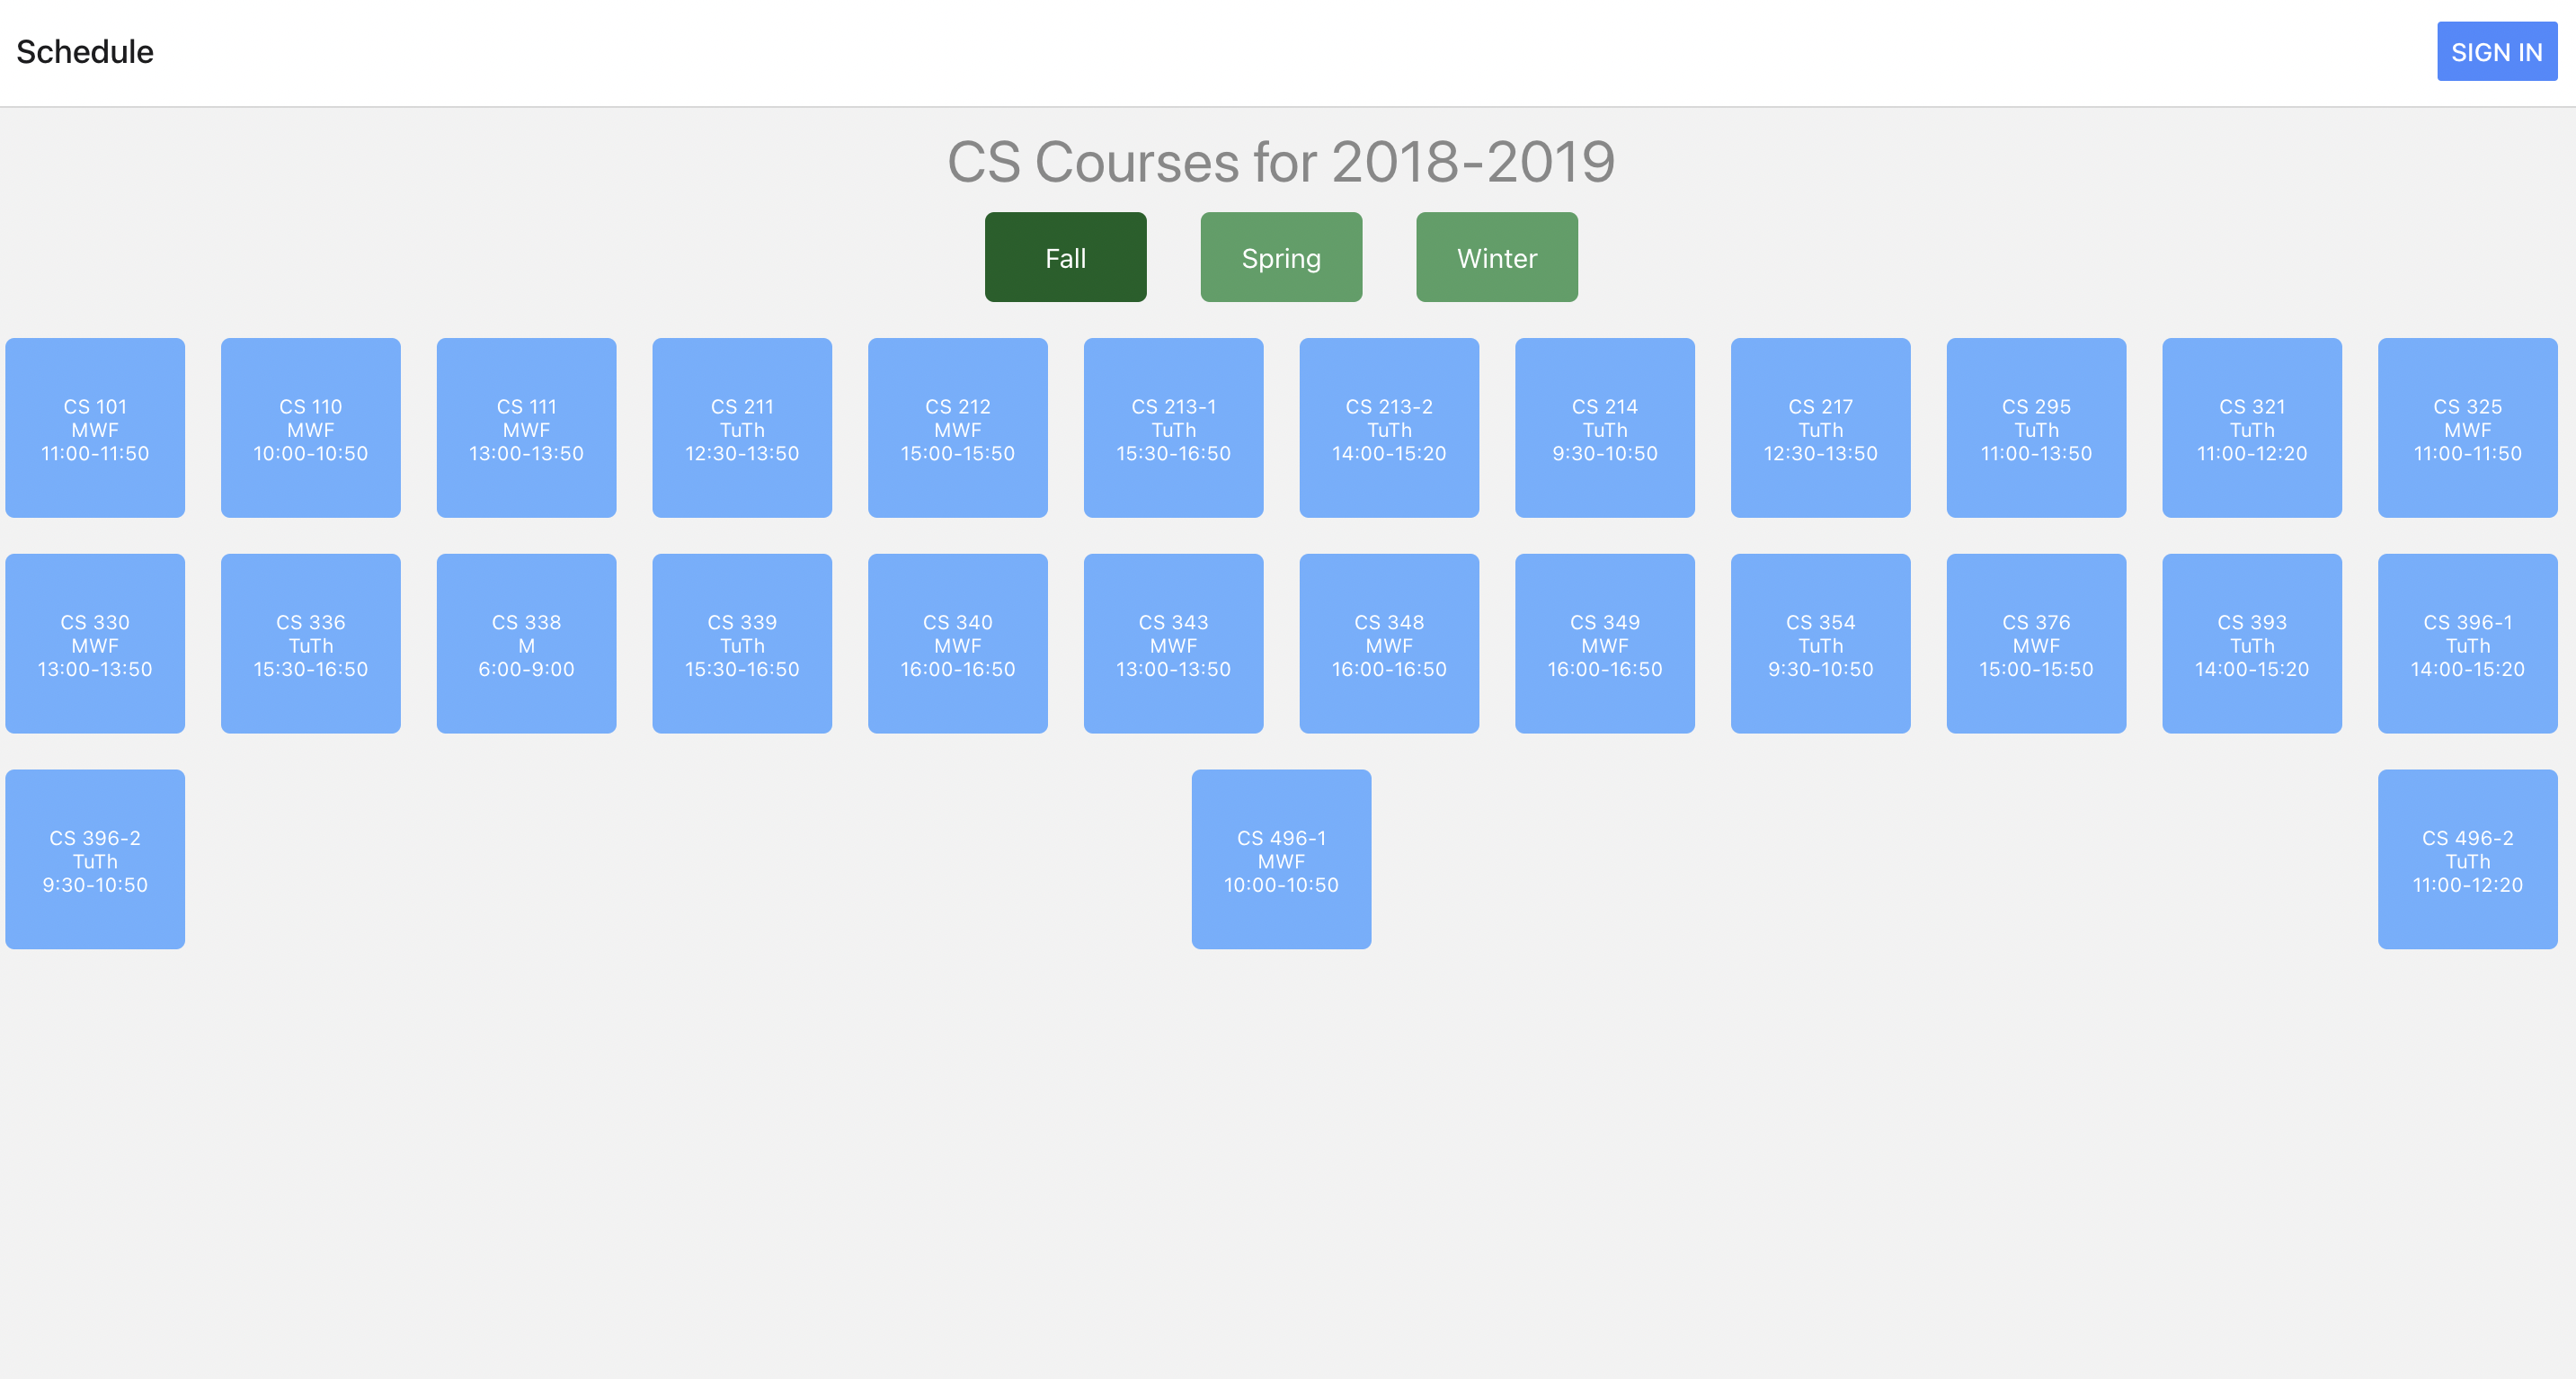 Schedule
SIGN IN
CS Courses for 2018-2019
Fall
Spring
Winter
CS 101
MWF
11:00-11:50
CS 110
MWF
10:00-10:50
CS 111
MWF
13:00-13:50
CS 211
TuTh
12:30-13:50
CS 212
MWF
15:00-15:50
CS 213-1
TuTh
15:30-16:50
CS 213-2
TuTh
14:00-15:20
CS 214
TuTh
9:30-10:50
CS 217
TuTh
12:30-13:50
CS 295
TuTh
11:00-13:50
CS 321
TuTh
11:00-12:20
CS 325
MWF
11:00-11:50
CS 330
MWF
13:00-13:50
CS 336
TuTh
15:30-16:50
CS 338
M
6:00-9:00
CS 339
TuTh
15:30-16:50
CS 340
MWF
16:00-16:50
CS 343
MWF
13:00-13:50
CS 348
MWF
16:00-16:50
CS 349
MWF
16:00-16:50
CS 354
TuTh
9:30-10:50
CS 376
MWF
15:00-15:50
CS 393
TuTh
14:00-15:20
CS 396-1
TuTh
14:00-15:20
CS 396-2
TuTh
9:30-10:50
CS 496-1
MWF
10:00-10:50
CS 496-2
TuTh
11:00-12:20